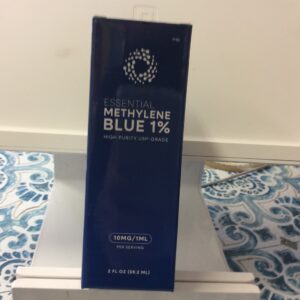 ESSENTIAL
METHYLENE
BLUE 1%
HIGH PURITY USP-GRADE
10MG/1ML
PER SERVING
2 FL OZ (59.2 ML)